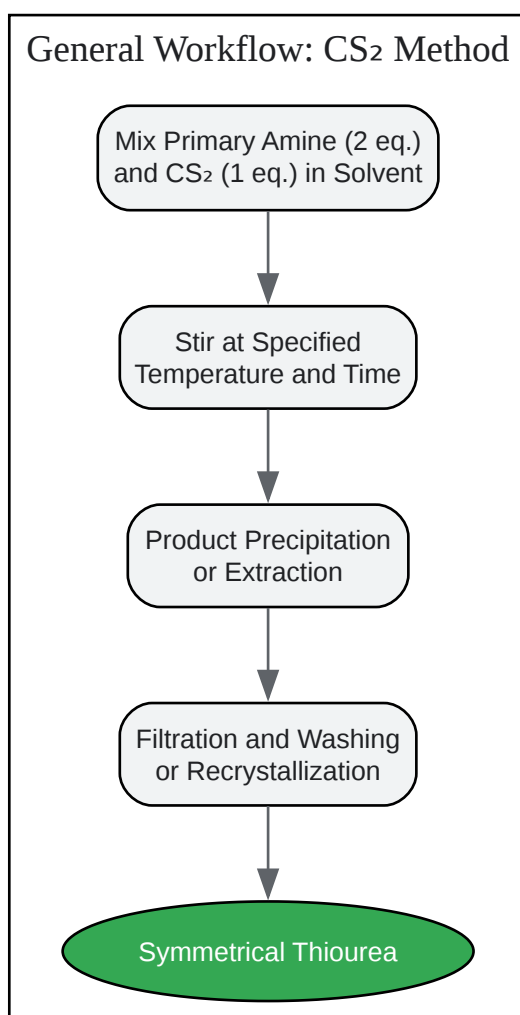 General Workflow: CS₂ Method
Mix Primary Amine (2 eq.)
and CS₂ (1 eq.) in Solvent
Stir at Specified
Temperature and Time
Product Precipitation
or Extraction
Filtration and Washing
or Recrystallization
Symmetrical Thiourea